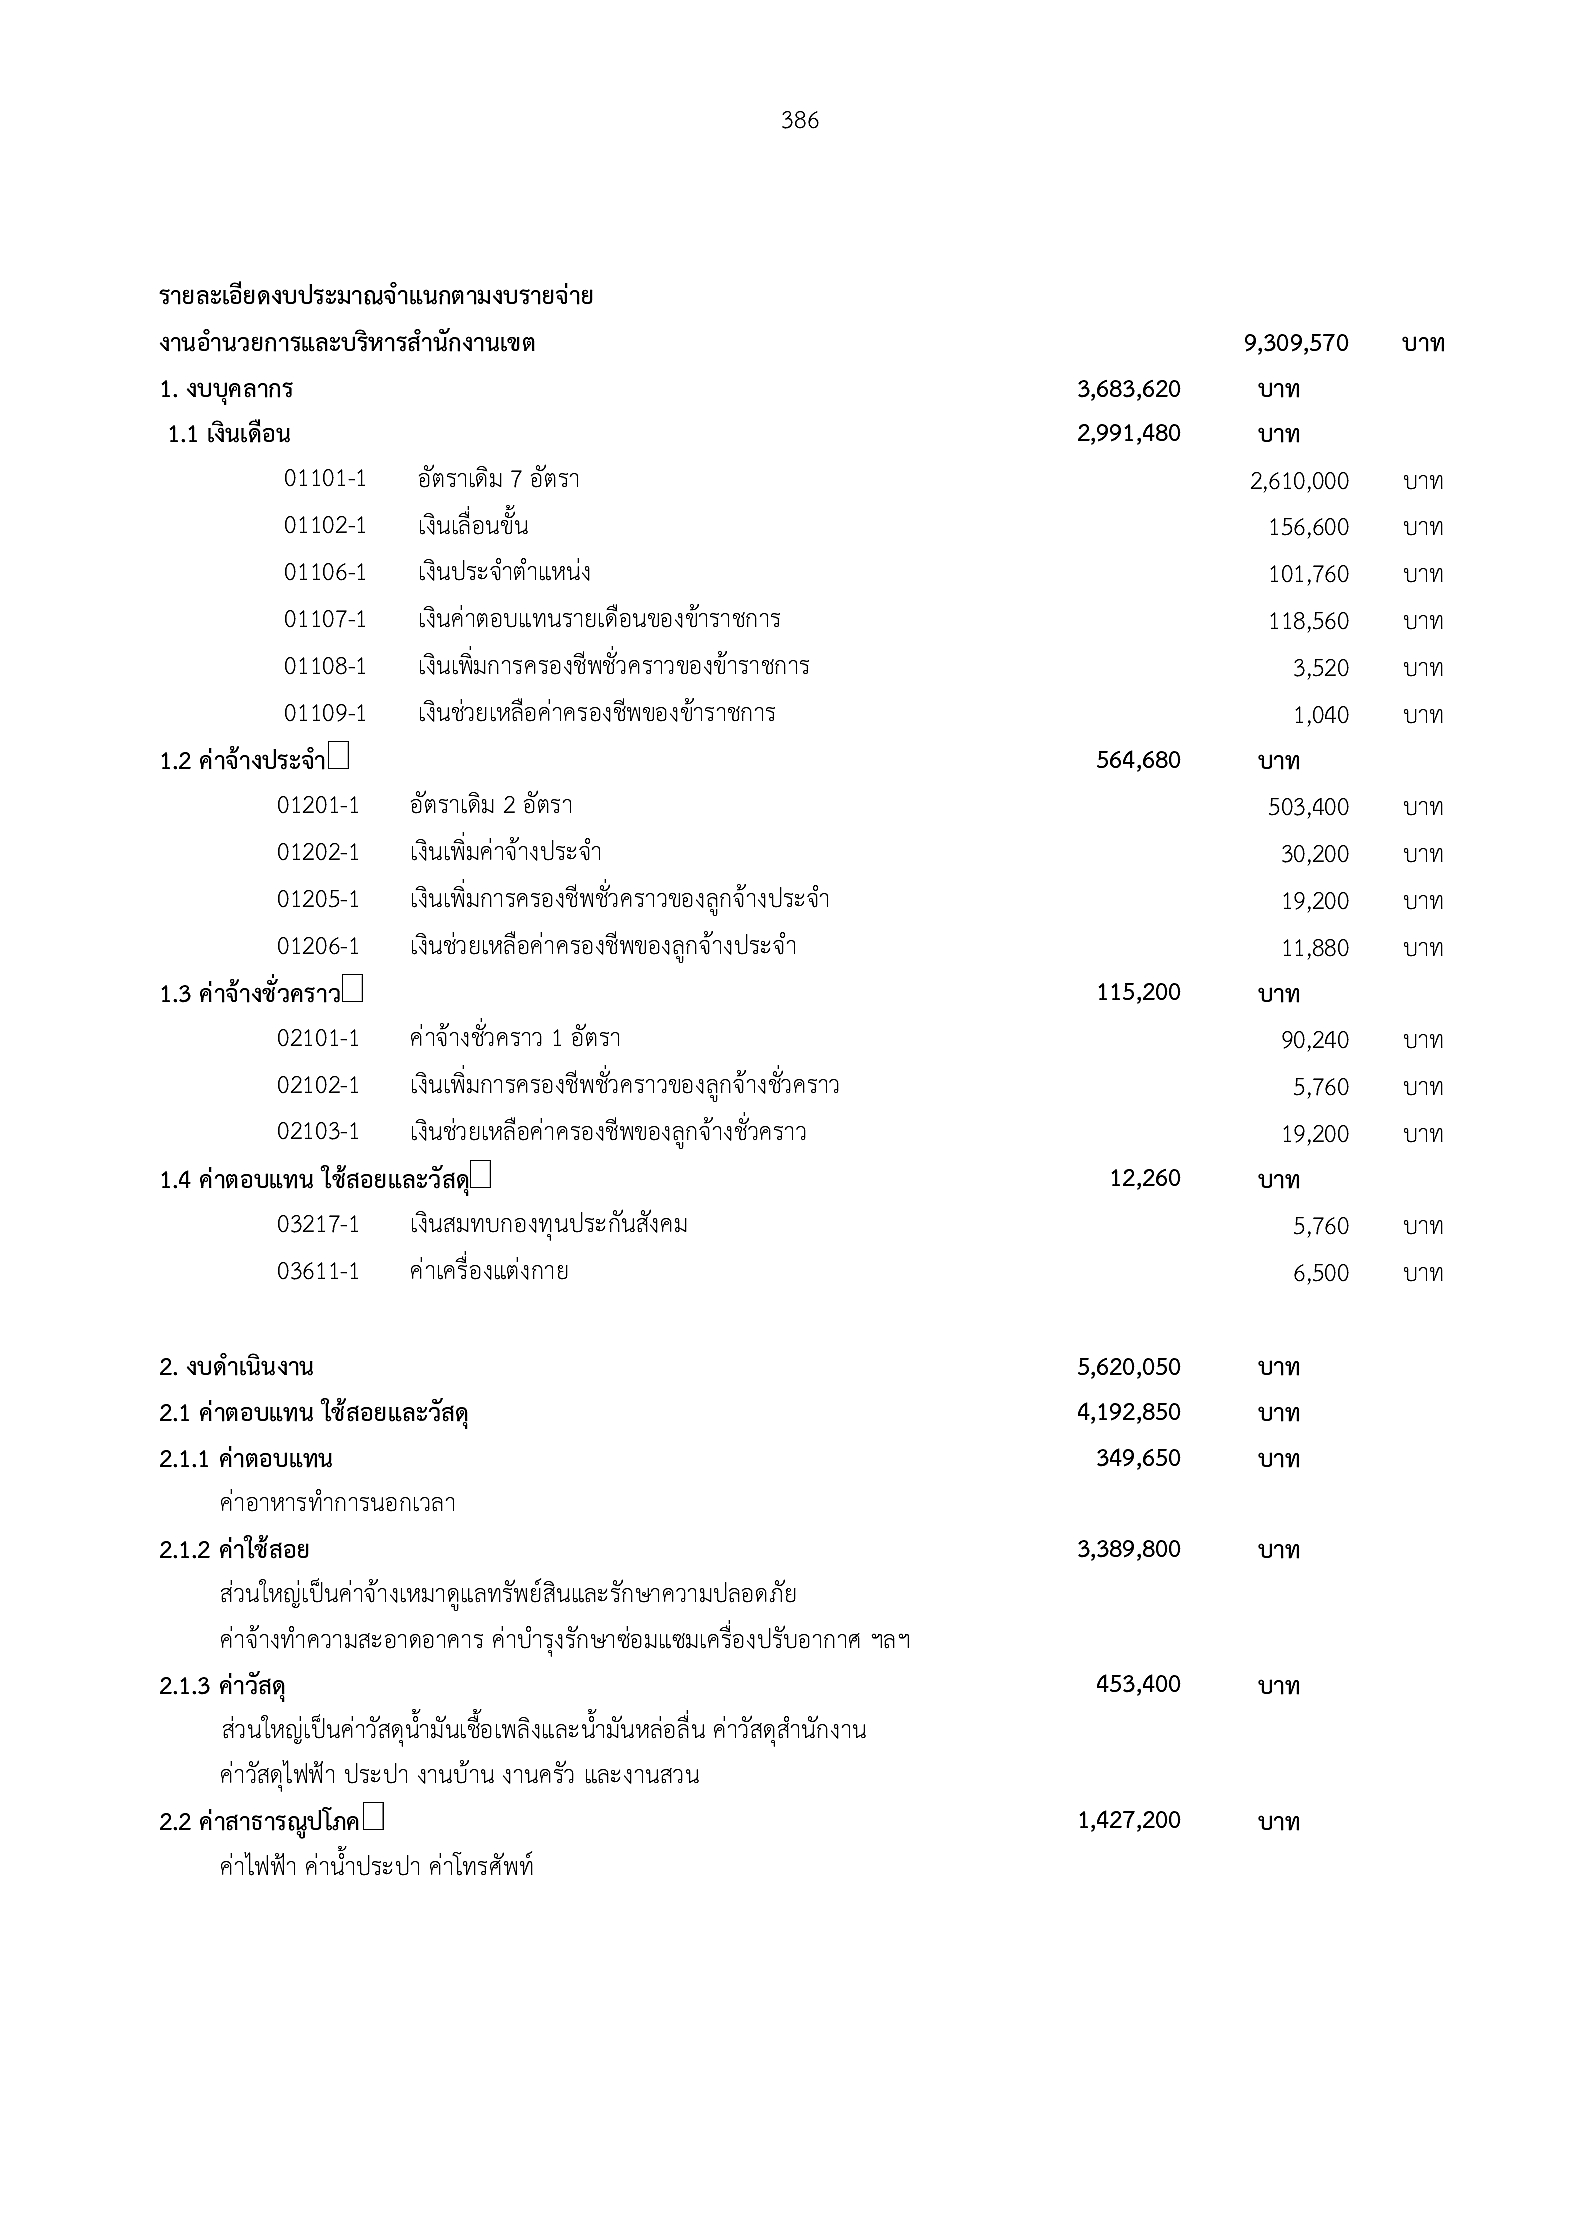 386
รายละเอียดงบประมาณจำแนกตามงบรายจ่าย
งานอำนวยการและบริหารสำนักงานเขต 9,309,570 บาท
1. งบบุคลากร 3,683,620 บาท
1.1 เงินเดือน 2,991,480 บาท
01101-1 อัตราเดิม 7 อัตรา 2,610,000 บาท
01102-1 เงินเลื่อนขั้น 156,600 บาท
01106-1 เงินประจำตำแหน่ง 101,760 บาท
01107-1 เงินค่าตอบแทนรายเดือนของข้าราชการ 118,560 บาท
01108-1 เงินเพิ่มการครองชีพชั่วคราวของข้าราชการ 3,520 บาท
01109-1 เงินช่วยเหลือค่าครองชีพของข้าราชการ 1,040 บาท
1.2 ค่าจ้างประจำ 564,680 บาท
01201-1 อัตราเดิม 2 อัตรา 503,400 บาท
01202-1 เงินเพิ่มค่าจ้างประจำ 30,200 บาท
01205-1 เงินเพิ่มการครองชีพชั่วคราวของลูกจ้างประจำ 19,200 บาท
01206-1 เงินช่วยเหลือค่าครองชีพของลูกจ้างประจำ 11,880 บาท
1.3 ค่าจ้างชั่วคราว 115,200 บาท
02101-1 ค่าจ้างชั่วคราว 1 อัตรา 90,240 บาท
02102-1 เงินเพิ่มการครองชีพชั่วคราวของลูกจ้างชั่วคราว 5,760 บาท
02103-1 เงินช่วยเหลือค่าครองชีพของลูกจ้างชั่วคราว 19,200 บาท
1.4 ค่าตอบแทน ใช้สอยและวัสดุ 12,260 บาท
03217-1 เงินสมทบกองทุนประกันสังคม 5,760 บาท
03611-1 ค่าเครื่องแต่งกาย 6,500 บาท
2. งบดำเนินงาน 5,620,050 บาท
2.1 ค่าตอบแทน ใช้สอยและวัสดุ 4,192,850 บาท
2.1.1 ค่าตอบแทน 349,650 บาท
ค่าอาหารทำการนอกเวลา
2.1.2 ค่าใช้สอย 3,389,800 บาท
ส่วนใหญ่เป็นค่าจ้างเหมาดูแลทรัพย์สินและรักษาความปลอดภัย
ค่าจ้างทำความสะอาดอาคาร ค่าบำรุงรักษาซ่อมแซมเครื่องปรับอากาศ ฯลฯ
2.1.3 ค่าวัสดุ 453,400 บาท
ส่วนใหญ่เป็นค่าวัสดุน้ำมันเชื้อเพลิงและน้ำมันหล่อลื่น ค่าวัสดุสำนักงาน
ค่าวัสดุไฟฟ้า ประปา งานบ้าน งานครัว และงานสวน
2.2 ค่าสาธารณูปโภค 1,427,200 บาท
ค่าไฟฟ้า ค่าน้ำประปา ค่าโทรศัพท์